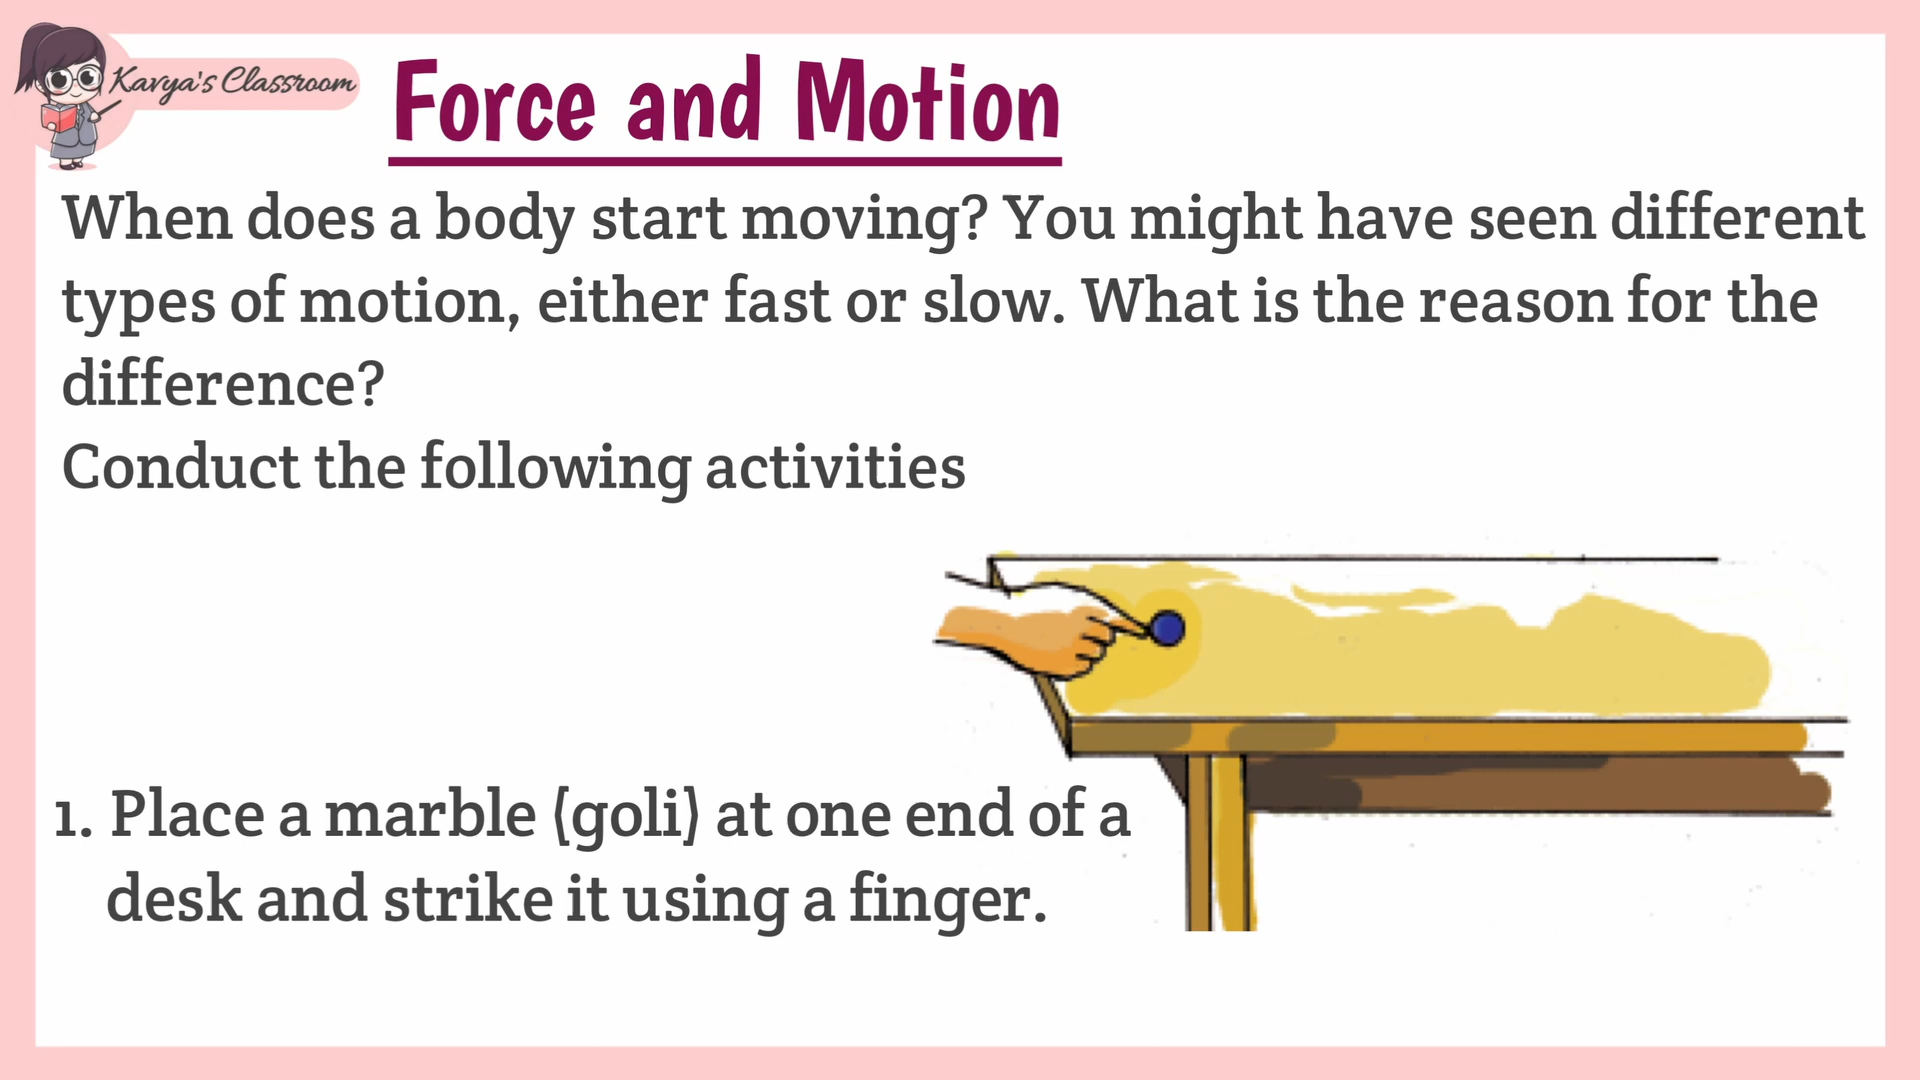 Kavya's Classroom
Force and Motion
When does a body start moving? You might have seen different
types of motion, either fast or slow. What is the reason for the
difference?
Conduct the following activities
1. Place a marble (goli) at one end of a
desk and strike it using a finger.